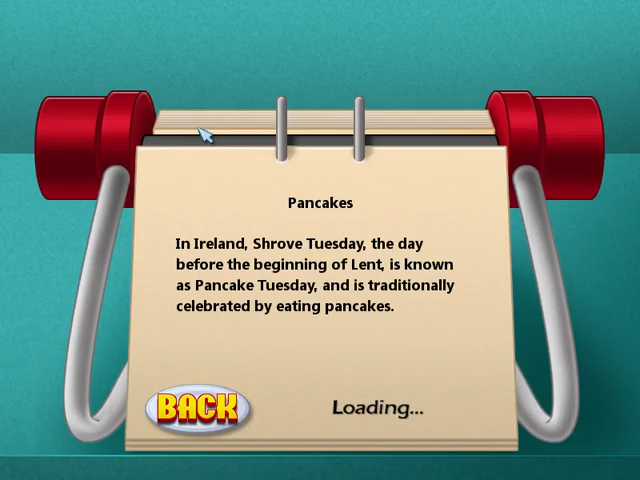 Pancakes
In Ireland, Shrove Tuesday, the day
before the beginning of Lent, is known
as Pancake Tuesday, and is traditionally
celebrated by eating pancakes.
BACK
Loading...